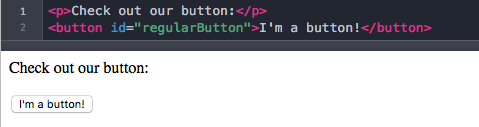 1 <p>Check out our button:</p>
2 <button id="regularButton">I'm a button!</button>
Check out our button:
I'm a button!